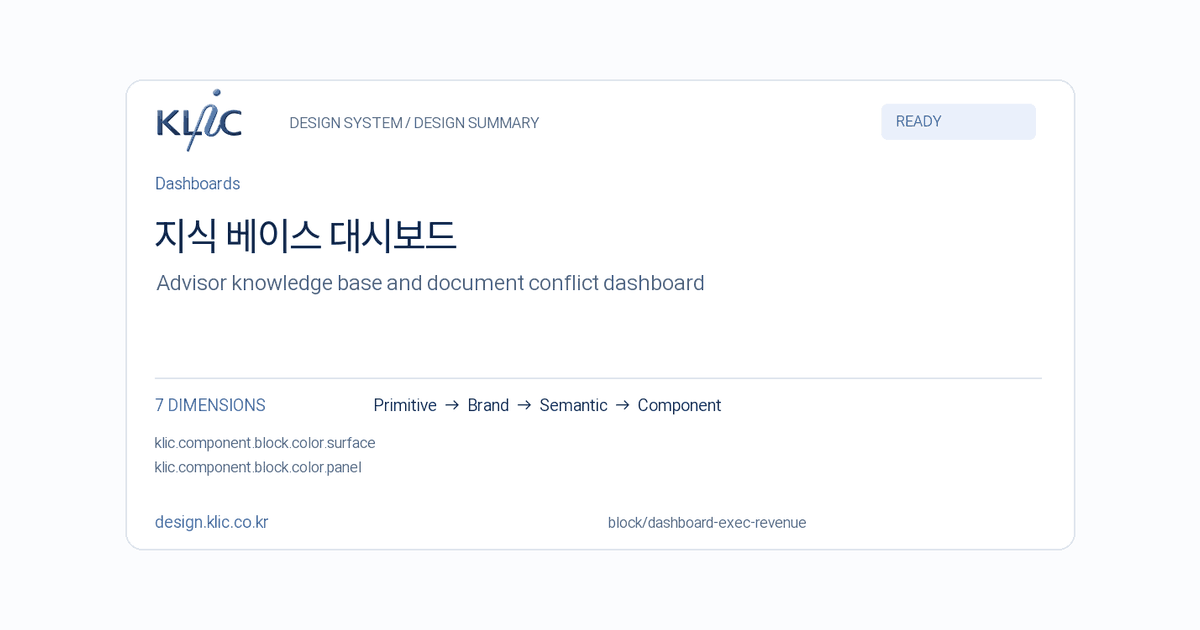 KLiC
DESIGN SYSTEM / DESIGN SUMMARY
READY
Dashboards
지식 베이스 대시보드
Advisor knowledge base and document conflict dashboard
7 DIMENSIONS
Primitive → Brand → Semantic → Component
klic.component.block.color.surface
klic.component.block.color.panel
design.klic.co.kr
block/dashboard-exec-revenue